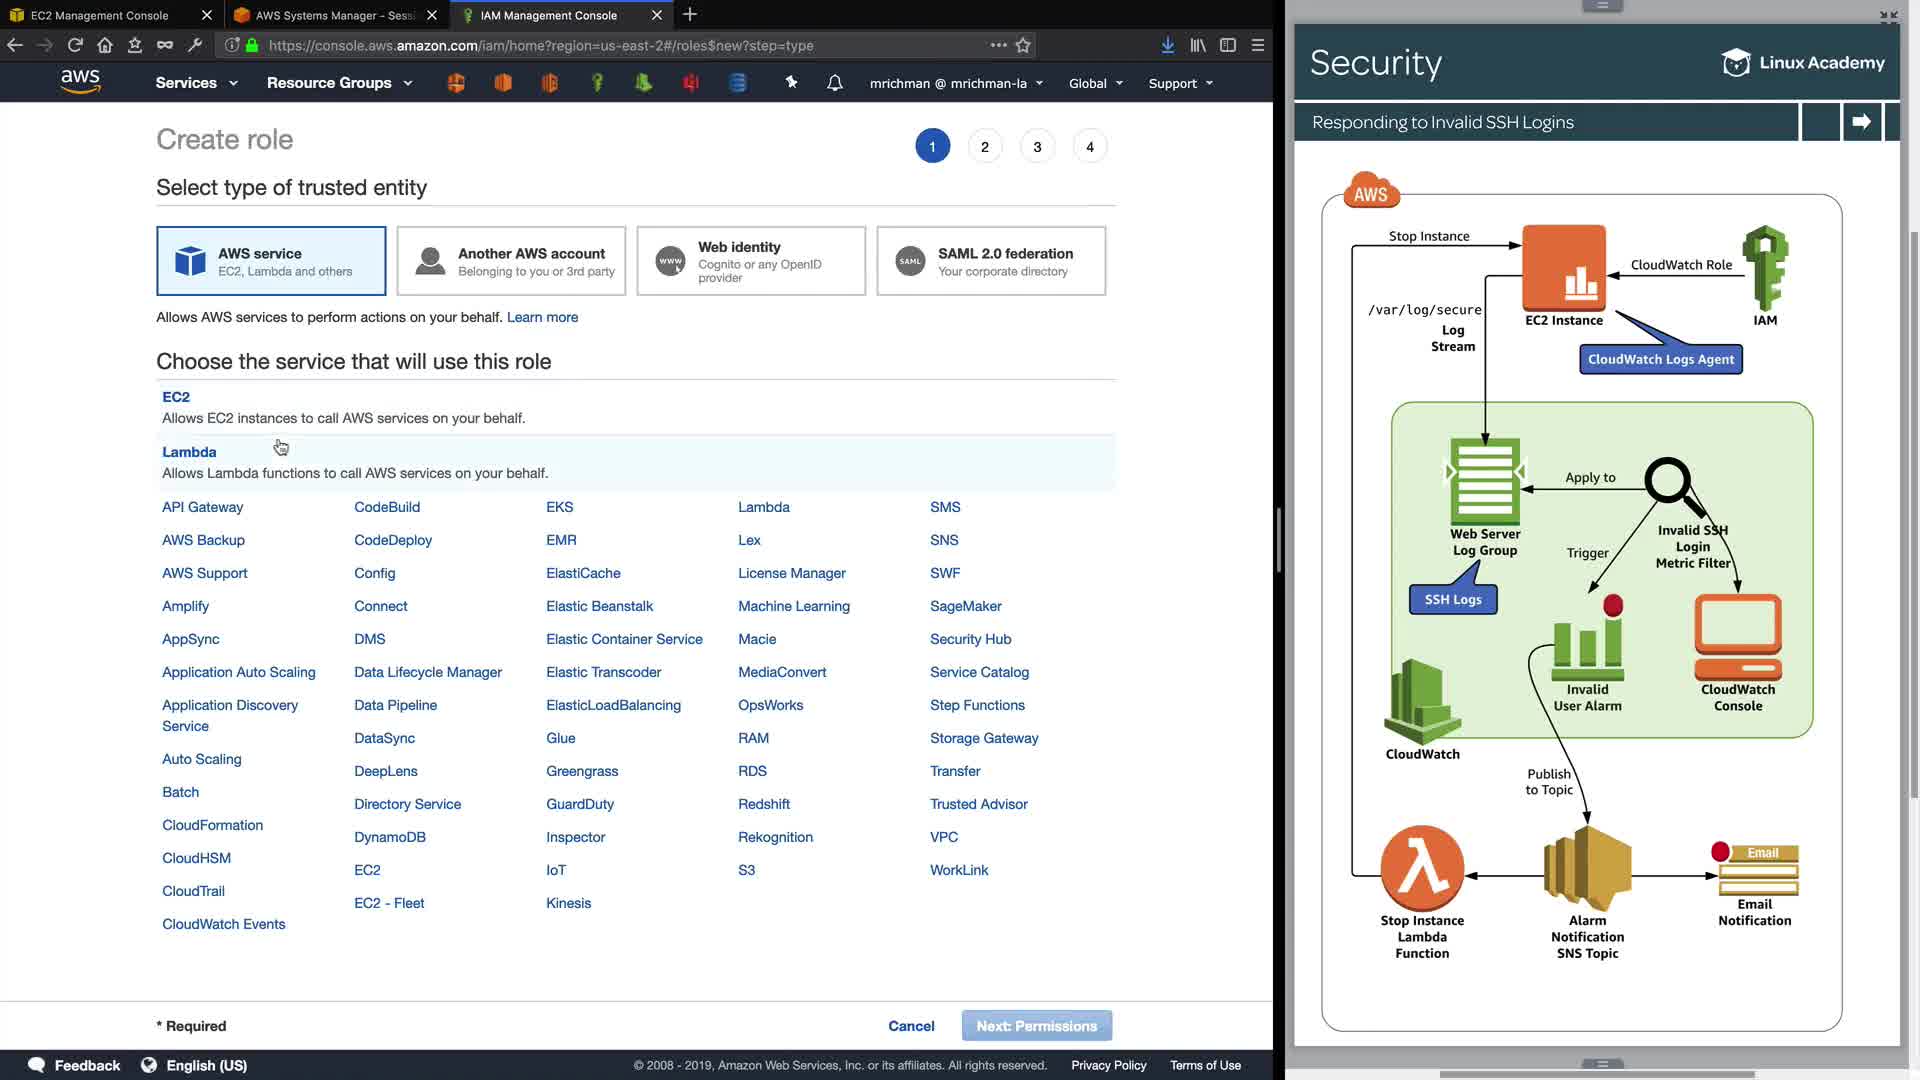 EC2 Management Console
AWS Systems Manager - Sess
IAM Management Console
https://console.aws.amazon.com/iam/home?region=us-east-2#/roles$new?step=type
aws
Services
Resource Groups
mrichman @ mrichman-la
Global
Support
Create role
1
2
3
4
Select type of trusted entity
AWS service
EC2, Lambda and others
Another AWS account
Belonging to you or 3rd party
www
Web identity
Cognito or any OpenID
provider
SAML
SAML 2.0 federation
Your corporate directory
Allows AWS services to perform actions on your behalf. Learn more
Choose the service that will use this role
EC2
Allows EC2 instances to call AWS services on your behalf.
Lambda
Allows Lambda functions to call AWS services on your behalf.
API Gateway
AWS Backup
AWS Support
Amplify
AppSync
Application Auto Scaling
Application Discovery
Service
Auto Scaling
Batch
CloudFormation
CloudHSM
CloudTrail
CloudWatch Events
CodeBuild
CodeDeploy
Config
Connect
DMS
Data Lifecycle Manager
Data Pipeline
DataSync
DeepLens
Directory Service
DynamoDB
EC2
EC2 - Fleet
EKS
EMR
ElastiCache
Elastic Beanstalk
Elastic Container Service
Elastic Transcoder
ElasticLoadBalancing
Glue
Greengrass
GuardDuty
Inspector
IoT
Kinesis
Lambda
Lex
License Manager
Machine Learning
Macie
MediaConvert
OpsWorks
RAM
RDS
Redshift
Rekognition
S3
SMS
SNS
SWF
SageMaker
Security Hub
Service Catalog
Step Functions
Storage Gateway
Transfer
Trusted Advisor
VPC
WorkLink
* Required
Cancel
Next: Permissions
Feedback
English (US)
© 2008 - 2019, Amazon Web Services, Inc. or its affiliates. All rights reserved.
Privacy Policy
Terms of Use
Security
Linux Academy
Responding to Invalid SSH Logins
AWS
Stop Instance
CloudWatch Role
/var/log/secure
Log
Stream
EC2 Instance
IAM
CloudWatch Logs Agent
Apply to
Web Server
Log Group
Invalid SSH
Login
Metric Filter
Trigger
SSH Logs
Invalid
User Alarm
CloudWatch
Console
CloudWatch
Publish
to Topic
Email
Stop Instance
Lambda
Function
Alarm
Notification
SNS Topic
Email
Notification